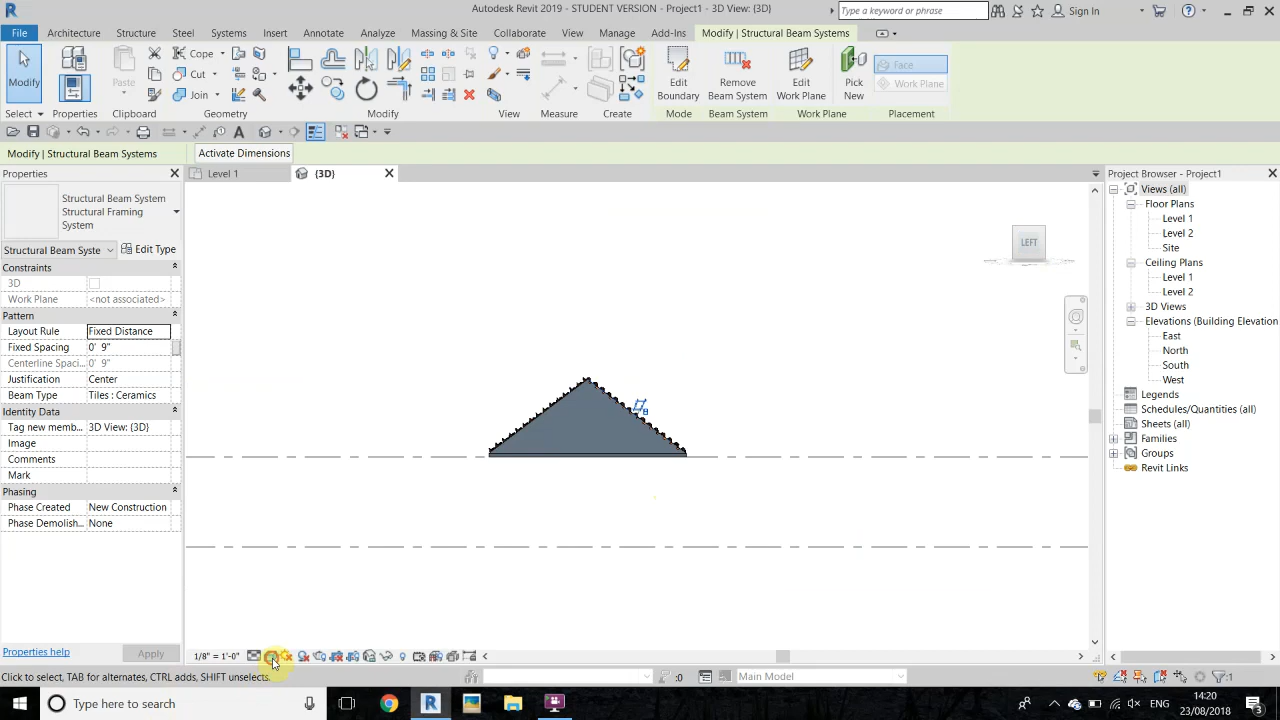 Autodesk Revit 2019 - STUDENT VERSION - Project1 - 3D View: {3D}
Type a keyword or phrase
Sign In
File Architecture Structure Steel Systems Insert Annotate Analyze Massing & Site Collaborate View Manage Add-Ins Modify | Structural Beam Systems
Modify
Paste
Cope
Cut
Join
Edit Boundary
Remove Beam System
Edit Work Plane
Pick New
Face
Work Plane
Select Properties Clipboard Geometry Modify View Measure Create Mode Beam System Work Plane Placement
Modify | Structural Beam Systems Activate Dimensions
Properties
Level 1
{3D}
Project Browser - Project1
Structural Beam System
Structural Framing
System
Structural Beam Syste
Edit Type
Constraints
3D
Work Plane <not associated>
Pattern
Layout Rule Fixed Distance
Fixed Spacing 0' 9"
Centerline Spaci... 0' 9"
Justification Center
Beam Type Tiles : Ceramics
Identity Data
Tag new memb... 3D View: {3D}
Image
Comments
Mark
Phasing
Phase Created New Construction
Phase Demolish... None
Properties help
Apply
LEFT
Views (all)
Floor Plans
Level 1
Level 2
Site
Ceiling Plans
Level 1
Level 2
3D Views
Elevations (Building Elevation
East
North
South
West
Legends
Schedules/Quantities (all)
Sheets (all)
Families
Groups
Revit Links
1/8" = 1'-0"
Click to select, TAB for alternates, CTRL adds, SHIFT unselects.
:0
Main Model
:1
Type here to search
ENG
14:20
23/08/2018
3